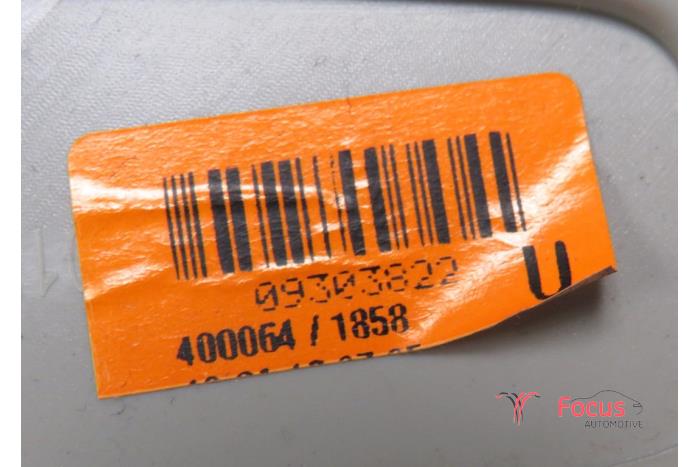 09303822
U
400064 / 1858
Focus
AUTOMOTIVE